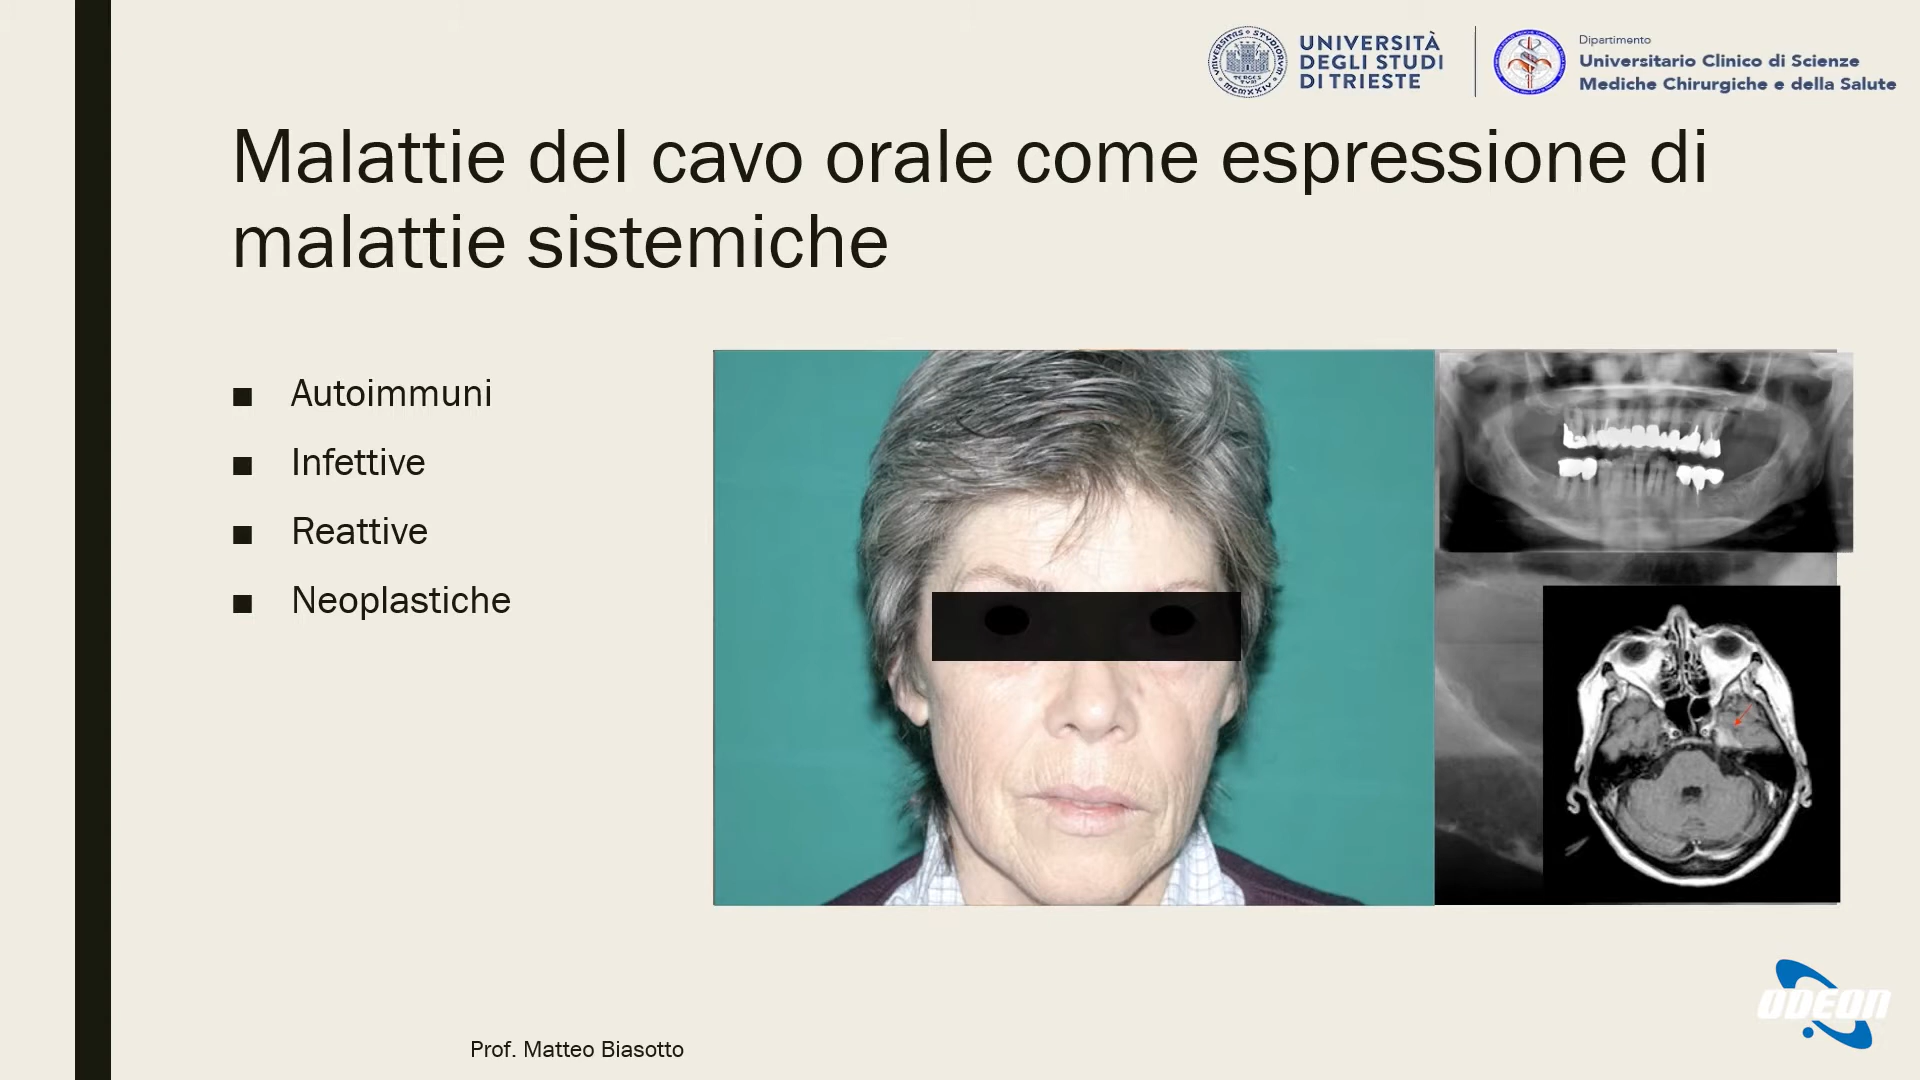 UNIVERSITÀ
DEGLI STUDI
DI TRIESTE
Dipartimento
Universitario Clinico di Scienze
Mediche Chirurgiche e della Salute
Malattie del cavo orale come espressione di
malattie sistemiche
■ Autoimmuni
■ Infettive
■ Reattive
■ Neoplastiche
ODEON
Prof. Matteo Biasotto